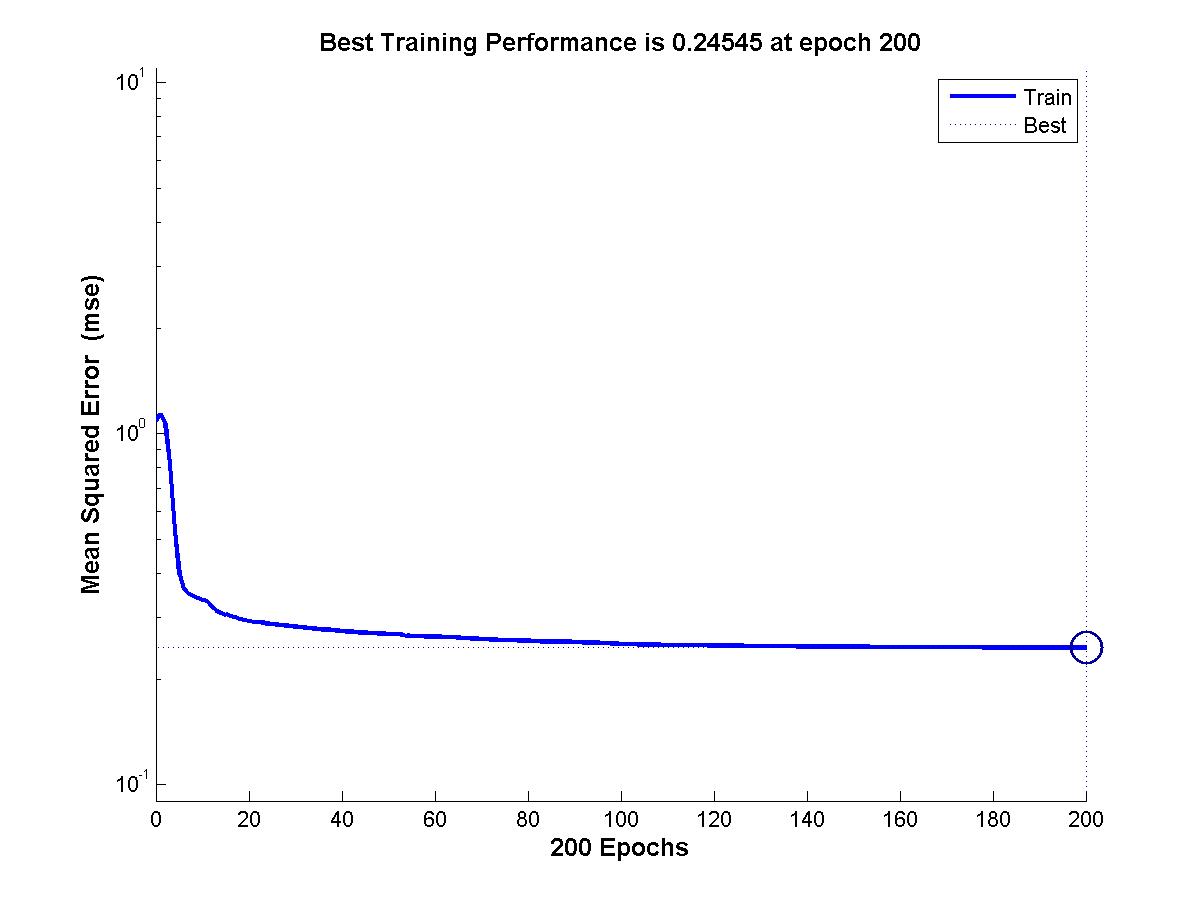 Best Training Performance is 0.24545 at epoch 200
Train
Best
Mean Squared Error (mse)
10^1
10^0
10^-1
0 20 40 60 80 100 120 140 160 180 200
200 Epochs